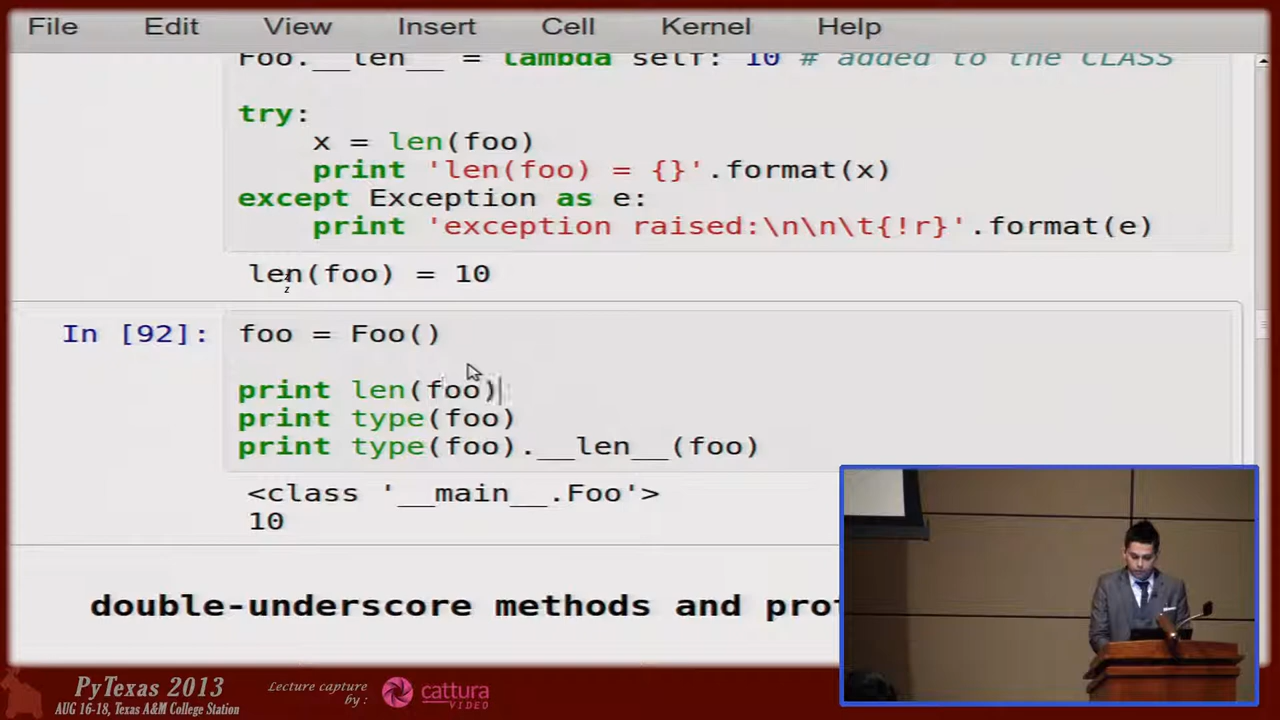 File Edit View Insert Cell Kernel Help
Foo.__len__ = lambda self: 10 # added to the CLASS
try:
x = len(foo)
print 'len(foo) = {}'.format(x)
except Exception as e:
print 'exception raised:\n\n\t{!r}'.format(e)
len(foo) = 10
In [92]: foo = Foo()
print len(foo)
print type(foo)
print type(foo).__len__(foo)
<class '__main__.Foo'>
10
double-underscore methods and
PyTexas 2013
AUG 16-18, Texas A&M College Station
Lecture capture
by :
cattura
VIDEO